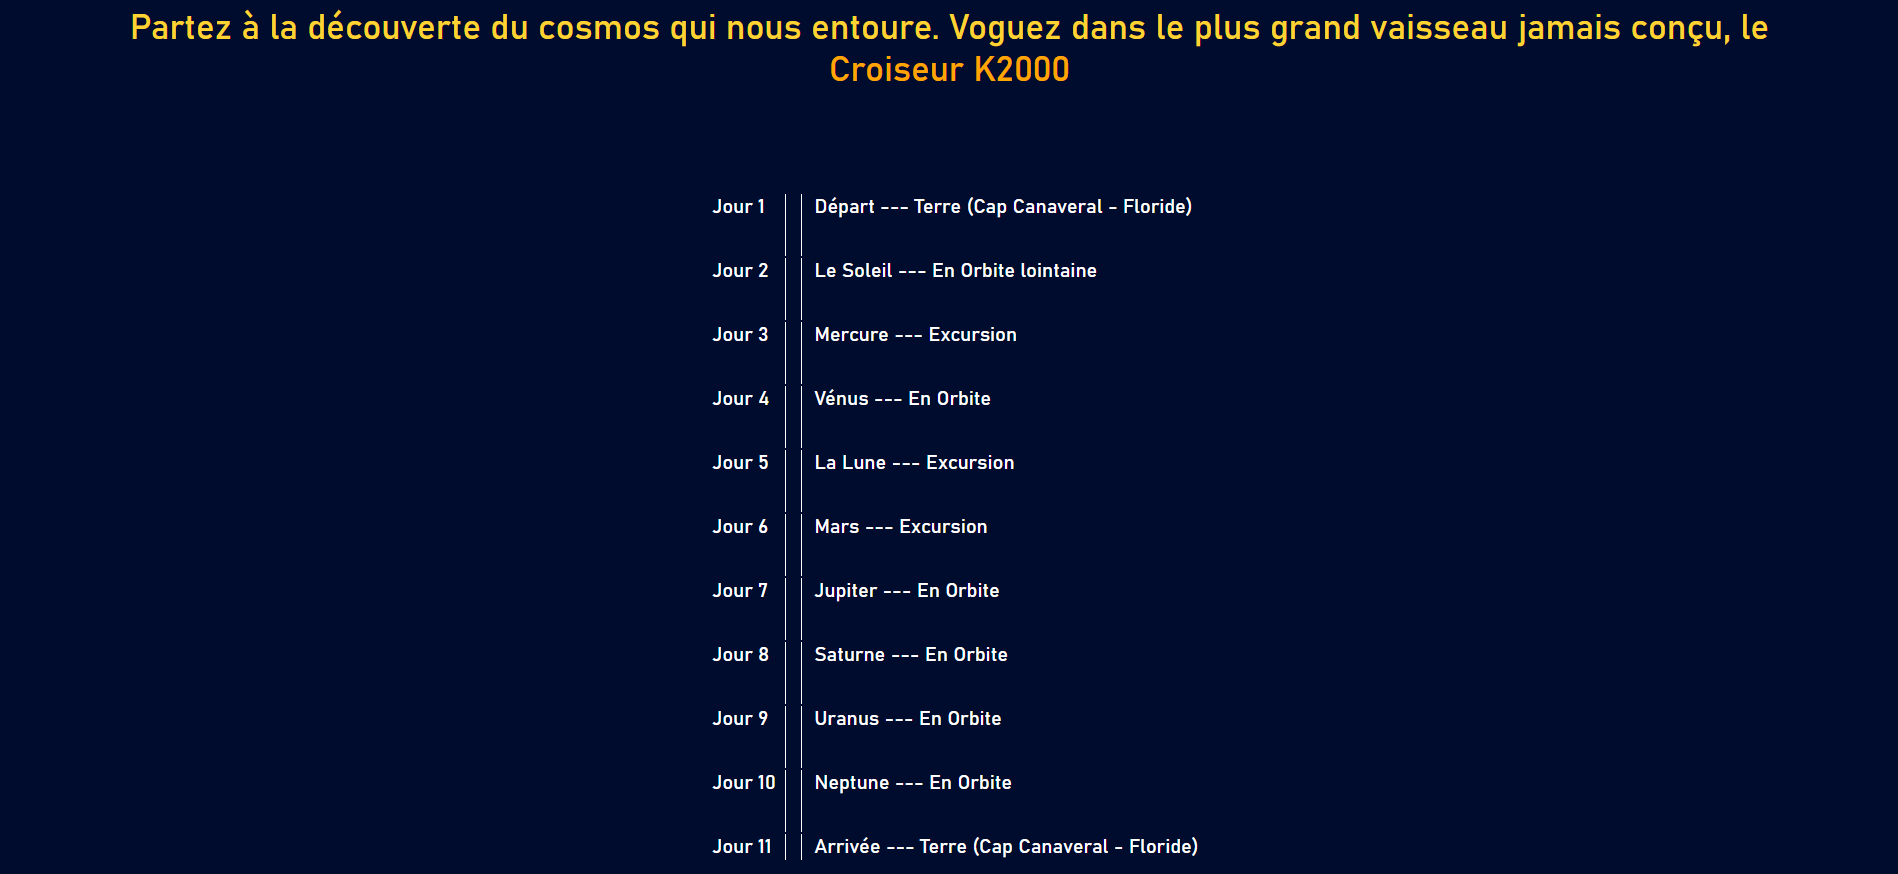 Partez à la découverte du cosmos qui nous entoure. Voguez dans le plus grand vaisseau jamais conçu, le
Croiseur K2000
Jour 1 Départ --- Terre (Cap Canaveral - Floride)
Jour 2 Le Soleil --- En Orbite lointaine
Jour 3 Mercure --- Excursion
Jour 4 Vénus --- En Orbite
Jour 5 La Lune --- Excursion
Jour 6 Mars --- Excursion
Jour 7 Jupiter --- En Orbite
Jour 8 Saturne --- En Orbite
Jour 9 Uranus --- En Orbite
Jour 10 Neptune --- En Orbite
Jour 11 Arrivée --- Terre (Cap Canaveral - Floride)